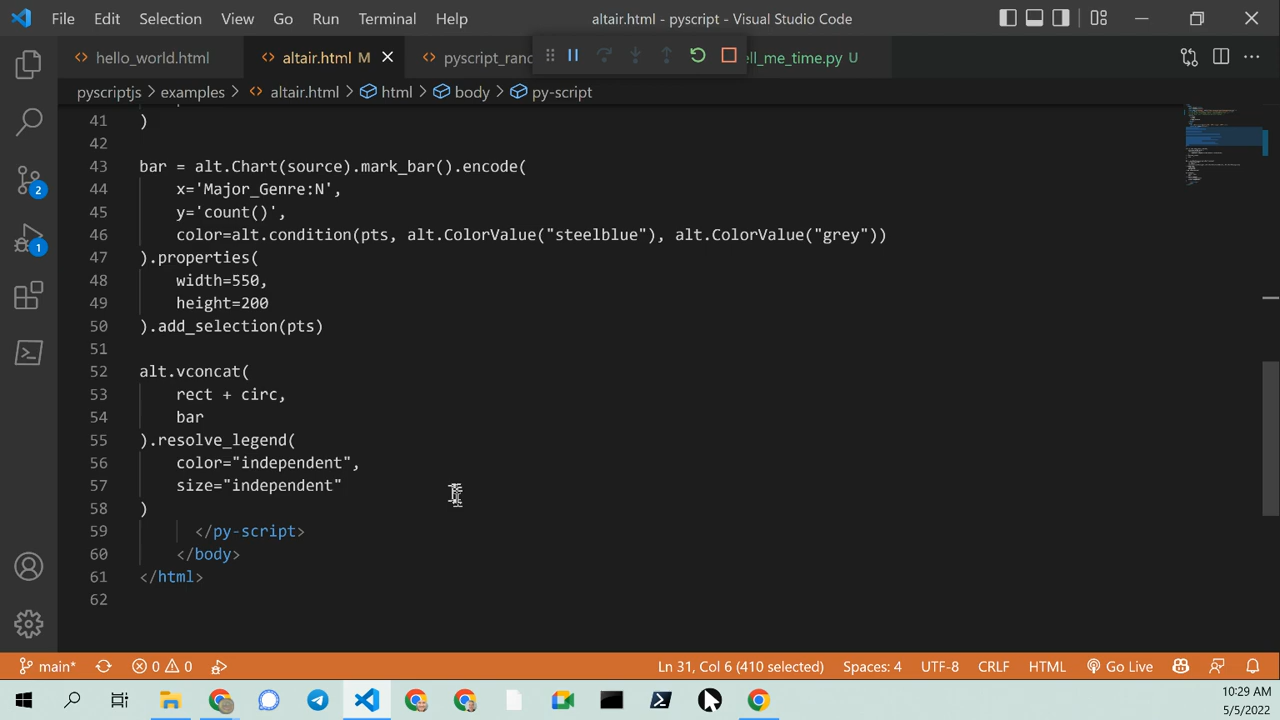 File Edit Selection View Go Run Terminal Help altair.html - pyscript - Visual Studio Code
hello_world.html altair.html M pyscript_rand ell_me_time.py U
pyscriptjs > examples > altair.html > html > body > py-script
41 )
42
43 bar = alt.Chart(source).mark_bar().encode(
44 x='Major_Genre:N',
45 y='count()',
46 color=alt.condition(pts, alt.ColorValue("steelblue"), alt.ColorValue("grey"))
47 ).properties(
48 width=550,
49 height=200
50 ).add_selection(pts)
51
52 alt.vconcat(
53 rect + circ,
54 bar
55 ).resolve_legend(
56 color="independent",
57 size="independent"
58 )
59 </py-script>
60 </body>
61 </html>
62
2
1
main* 0 0 Ln 31, Col 6 (410 selected) Spaces: 4 UTF-8 CRLF HTML Go Live
10:29 AM
5/5/2022